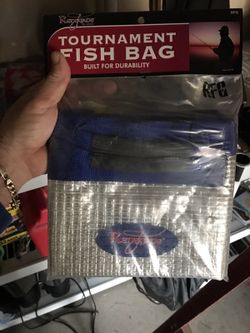 TOURNAMENT
FISH BAG
BUILT FOR DURABILITY
RFG